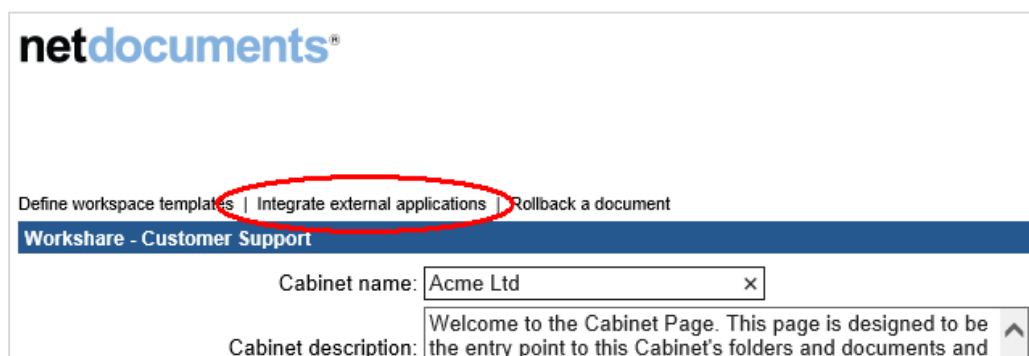 netdocuments®
Define workspace templates | Integrate external applications | Rollback a document
Workshare - Customer Support
Cabinet name: Acme Ltd ×
Welcome to the Cabinet Page. This page is designed to be
Cabinet description: the entry point to this Cabinet's folders and documents and